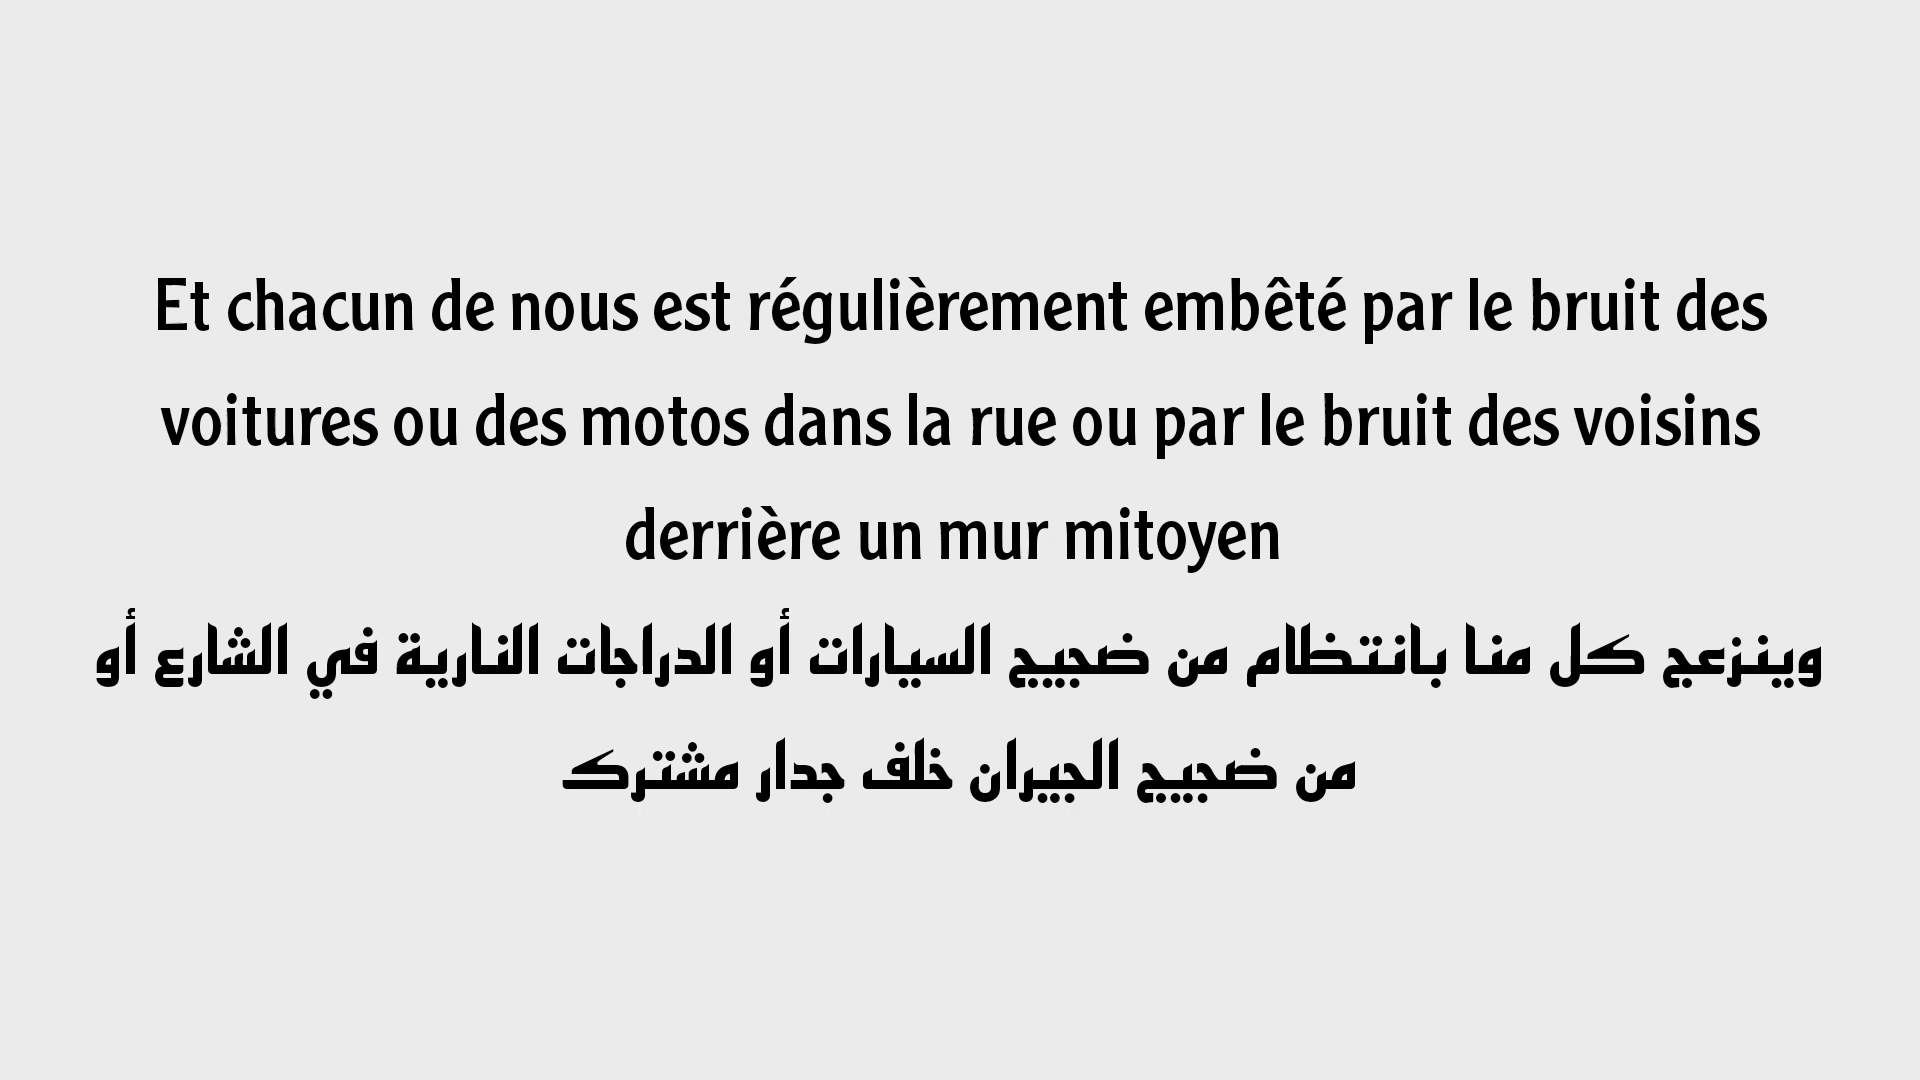 Et chacun de nous est régulièrement embêté par le bruit des
voitures ou des motos dans la rue ou par le bruit des voisins
derrière un mur mitoyen
وينزعج كل منا بانتظام من ضجيج السيارات أو الدراجات النارية في الشارع أو
من ضجيج الجيران خلف جدار مشترك